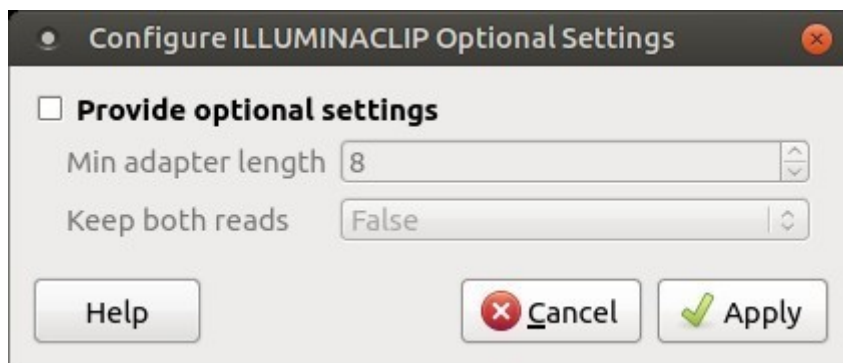 Configure ILLUMINACLIP Optional Settings
Provide optional settings
Min adapter length 8
Keep both reads False
Help Cancel Apply